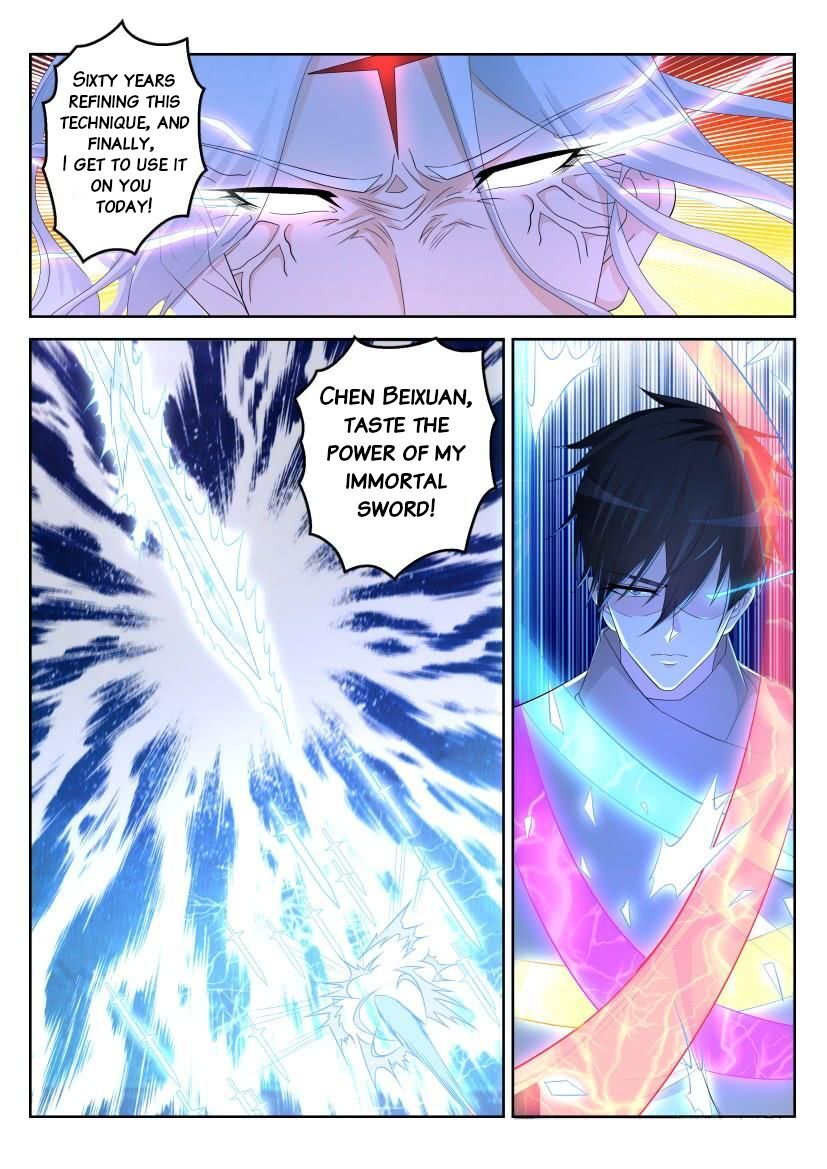 SIXTY YEARS
REFINING THIS
TECHNIQUE, AND
FINALLY,
I GET TO USE IT
ON YOU
TODAY!
CHEN BEIXUAN,
TASTE THE
POWER OF MY
IMMORTAL
SWORD!